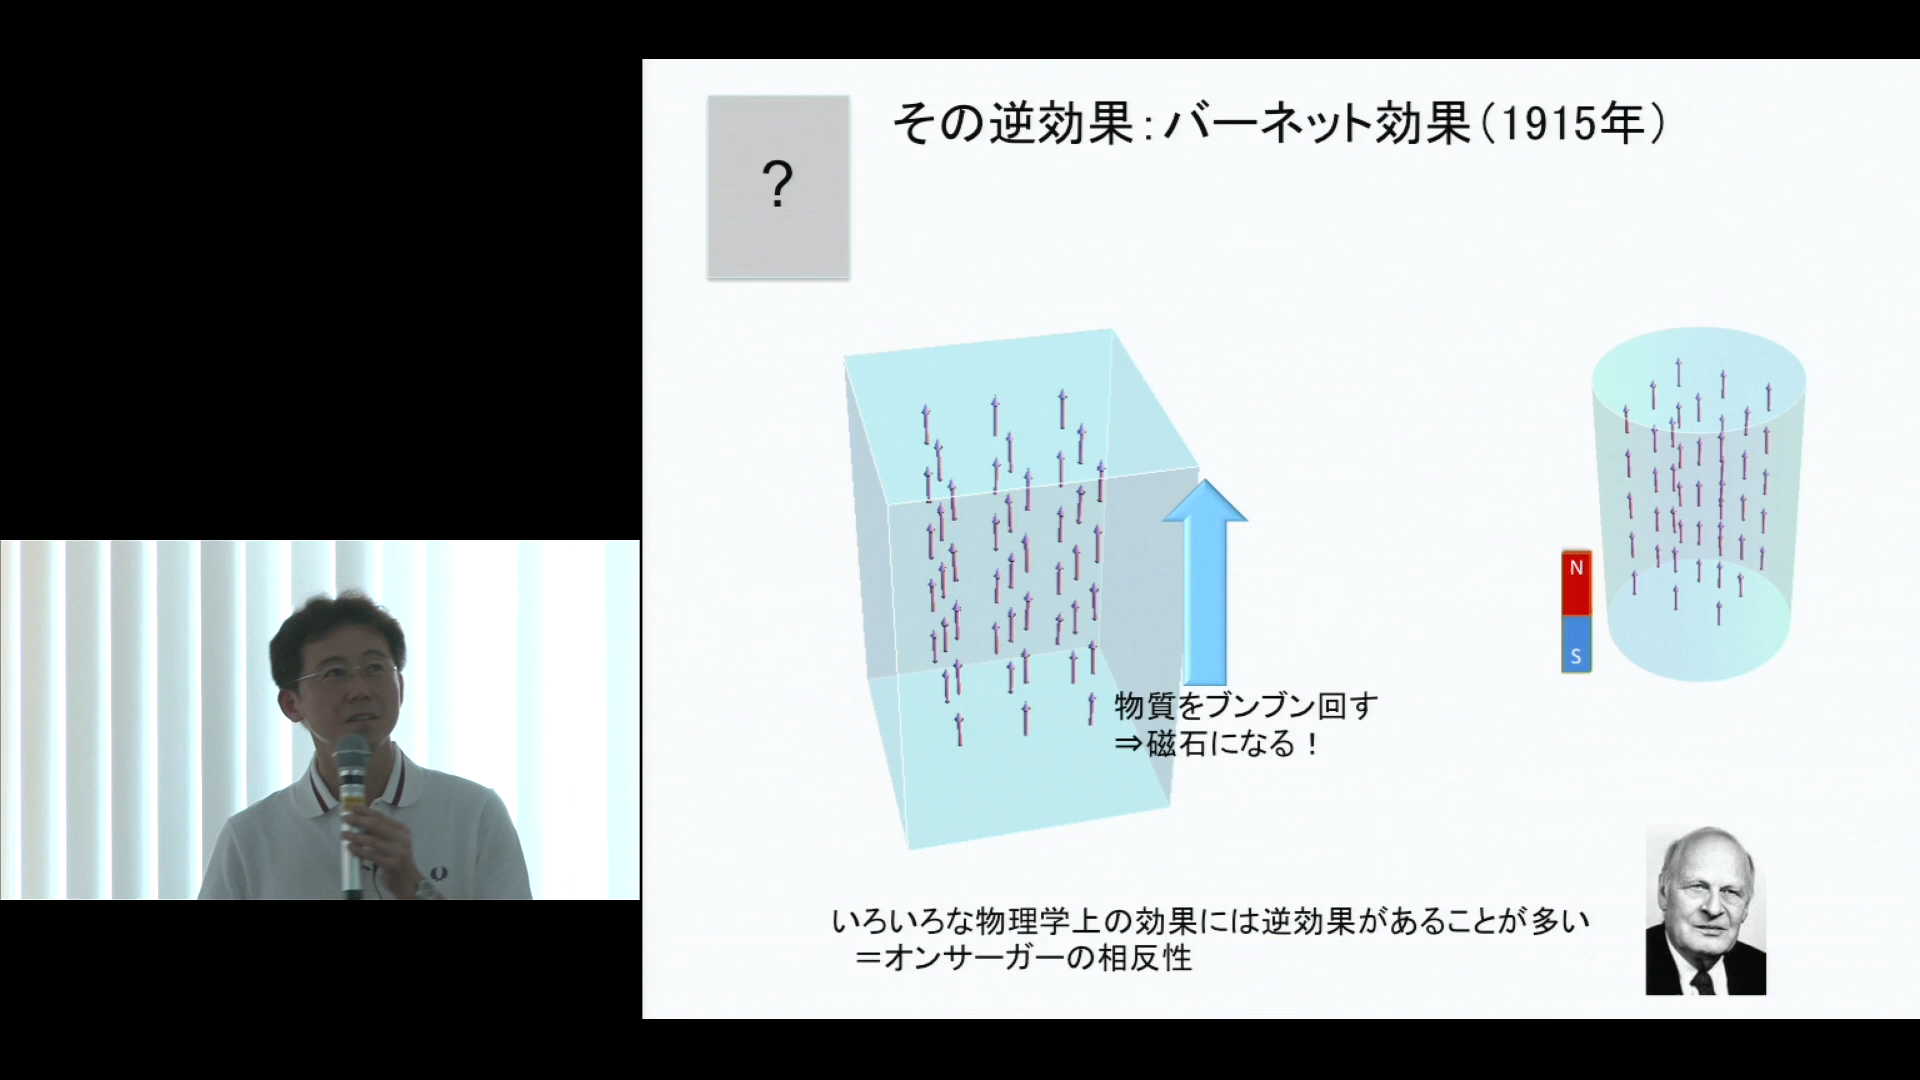 ?
その逆効果：バーネット効果（1915年）
N
S
物質をブンブン回す
⇒磁石になる！
いろいろな物理学上の効果には逆効果があることが多い
＝オンサーガーの相反性